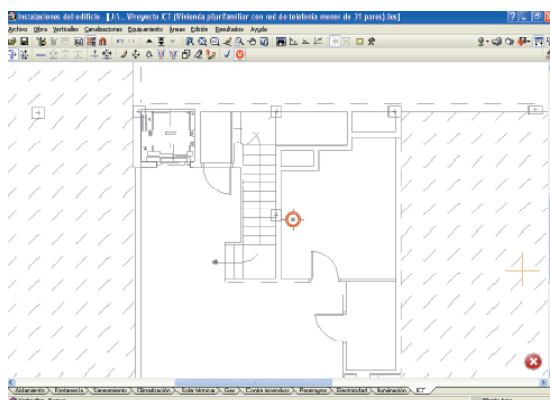 Instalaciones del edificio - [J:\...\Proyecto ICT (Vivienda plurifamiliar con red de telefonía menor de 31 pares).ies]
Archivo Obra Verticales Canalizaciones Equipamiento Areas Edición Resultados Ayuda
Aislamiento Fontanería Saneamiento Climatización Solar térmica Gas Contra incendios Pararrayos Electricidad Iluminación ICT